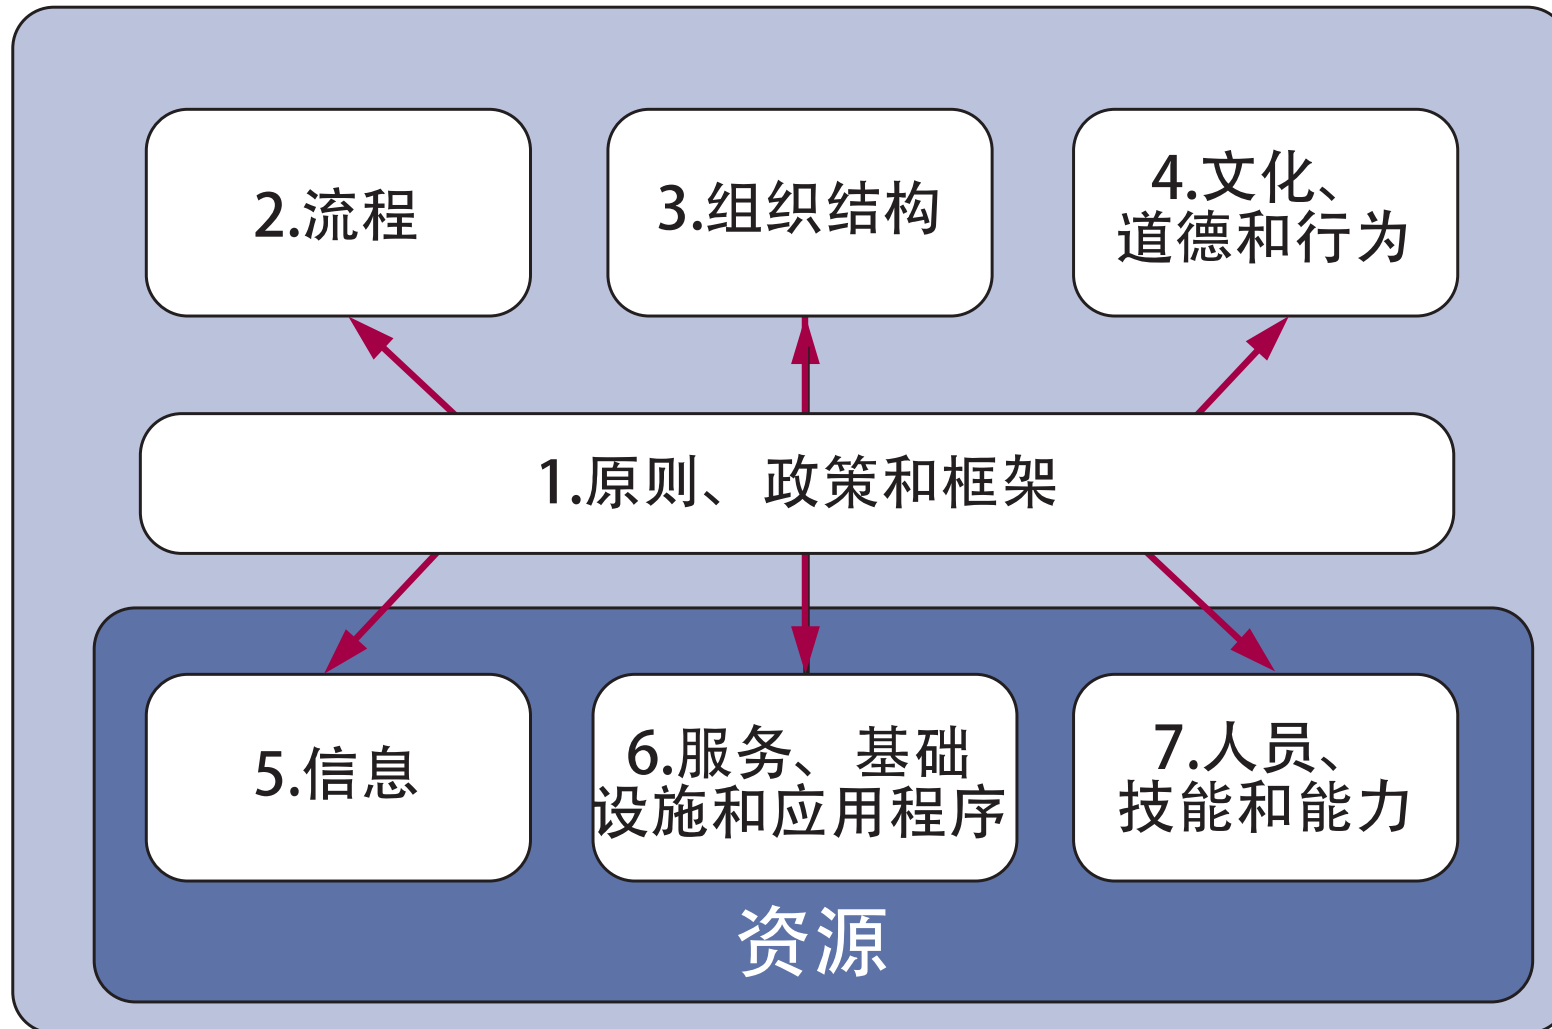 2.流程
3.组织结构
4.文化、
道德和行为
1.原则、政策和框架
5.信息
6.服务、基础
设施和应用程序
7.人员、
技能和能力
资源